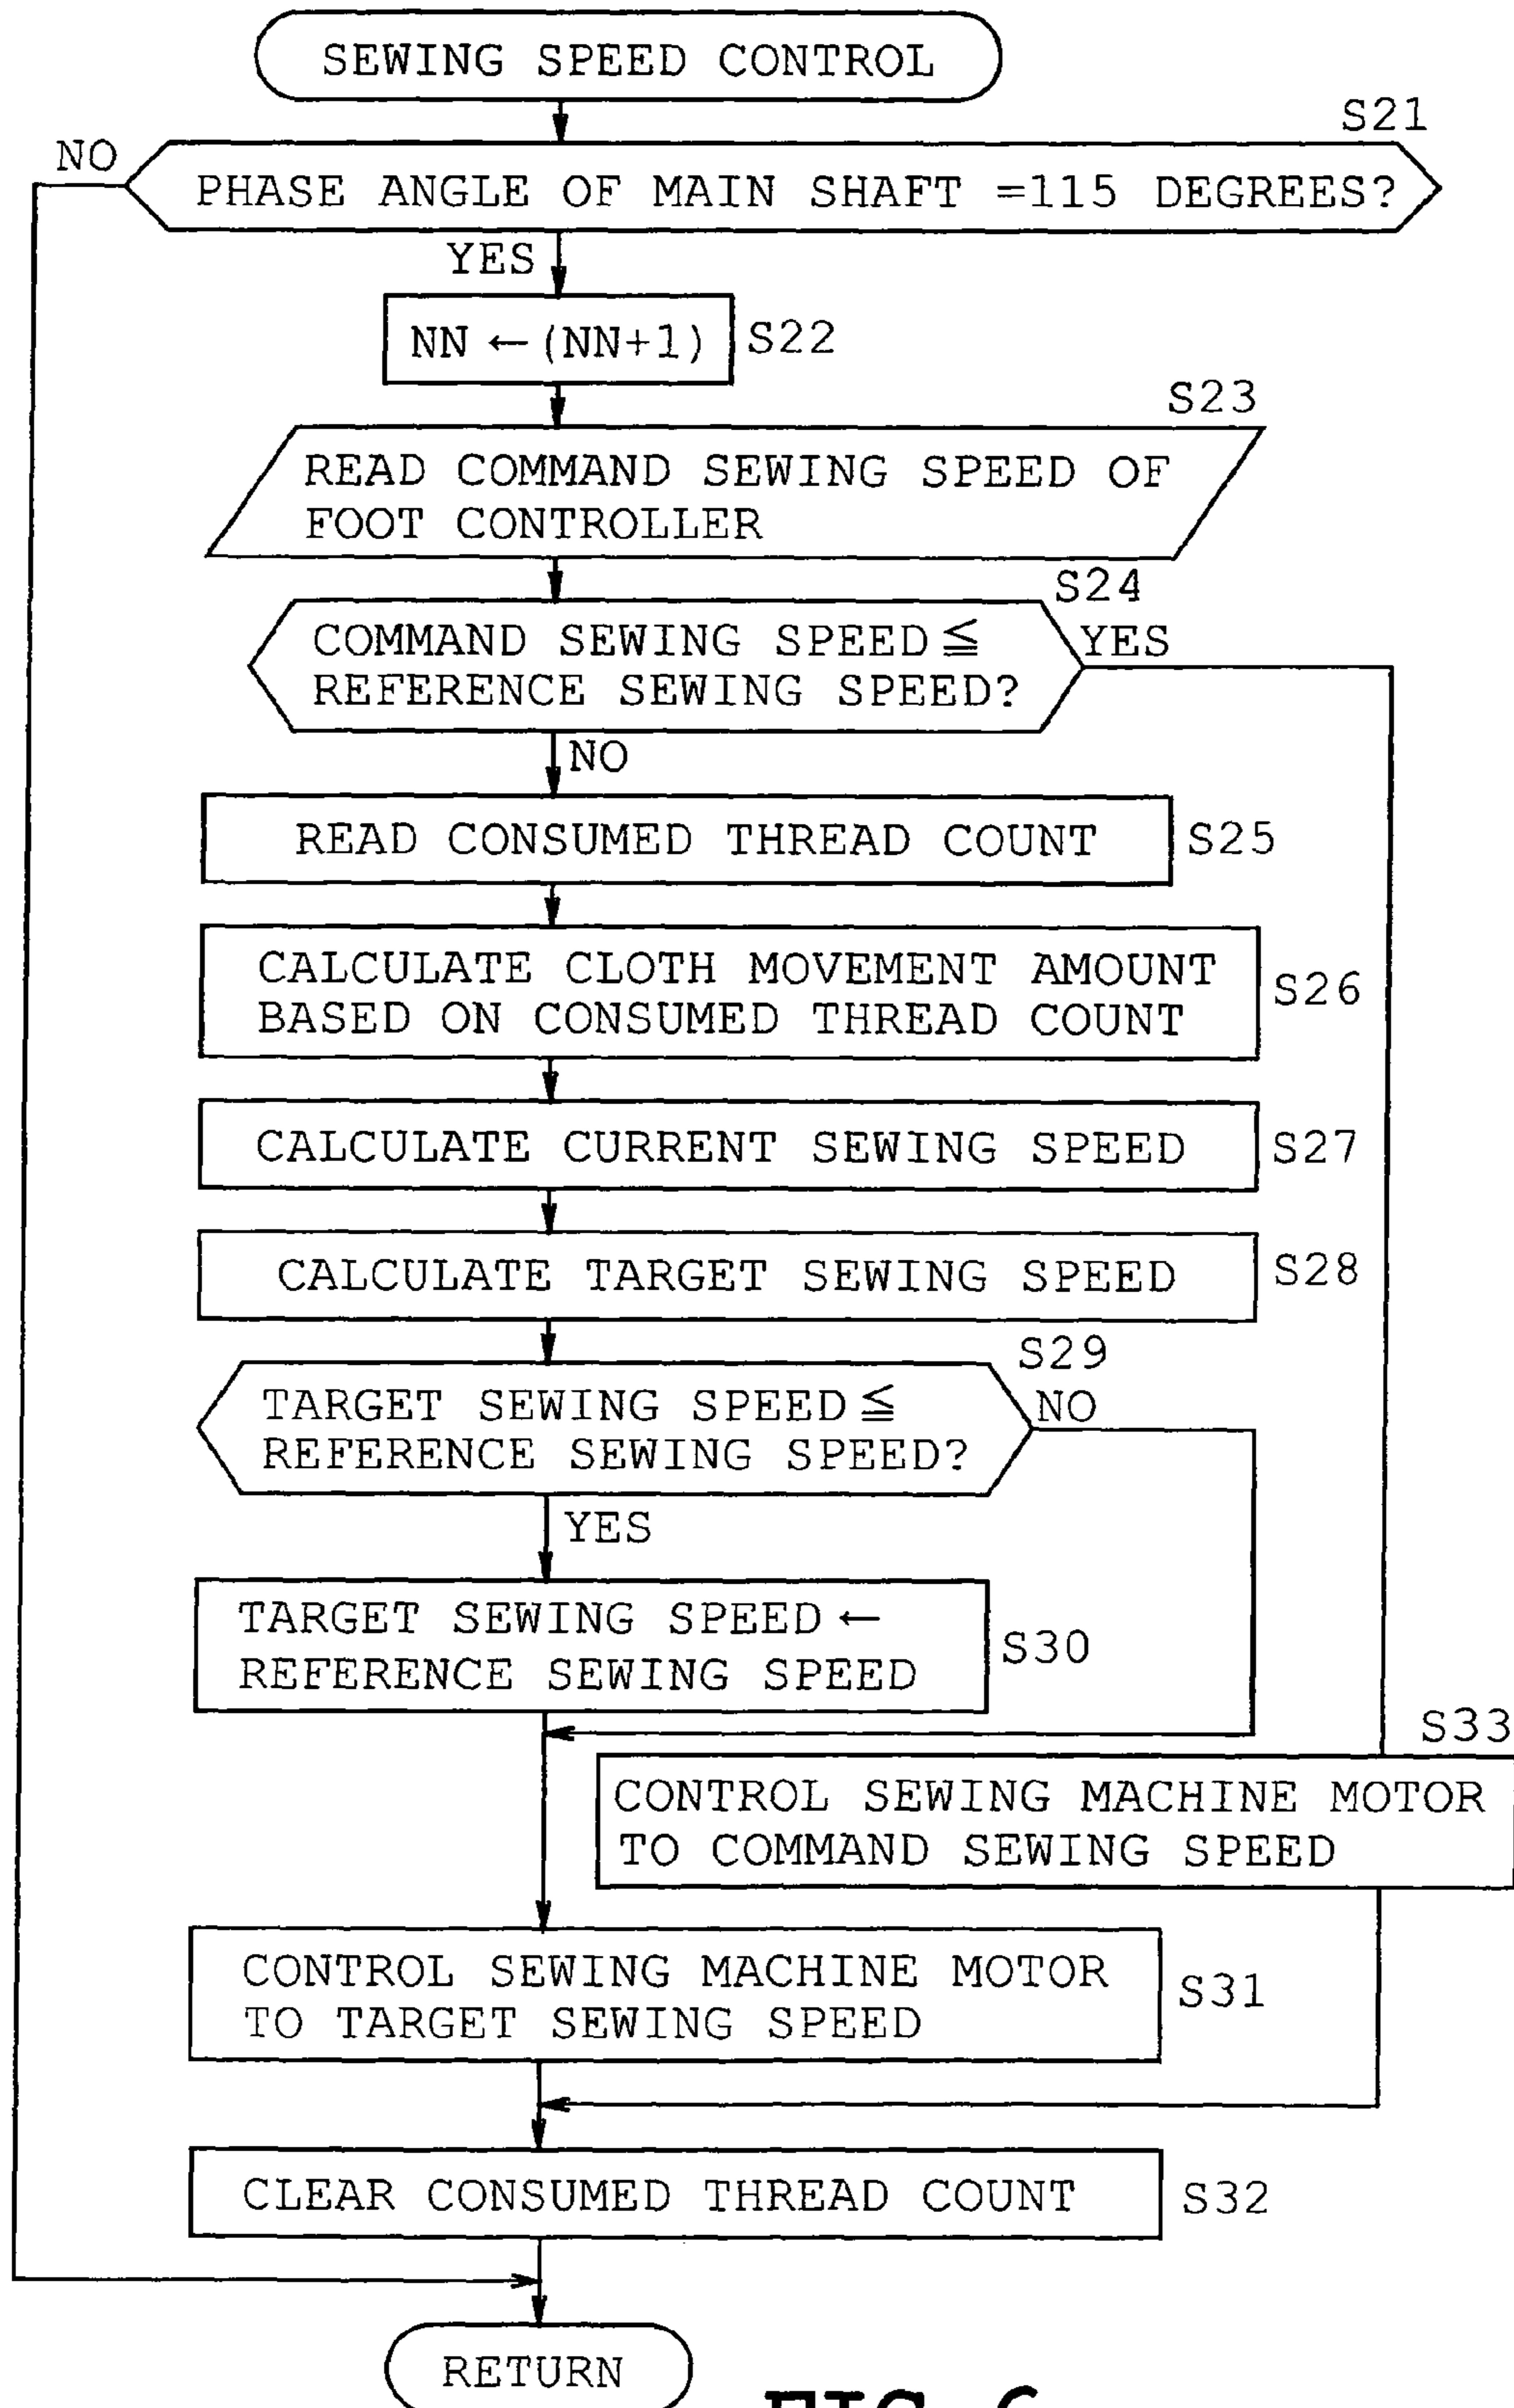 SEWING SPEED CONTROL
S21
NO
PHASE ANGLE OF MAIN SHAFT =115 DEGREES?
YES
NN ← (NN+1)
S22
S23
READ COMMAND SEWING SPEED OF
FOOT CONTROLLER
S24
COMMAND SEWING SPEED ≦
REFERENCE SEWING SPEED?
YES
NO
READ CONSUMED THREAD COUNT
S25
CALCULATE CLOTH MOVEMENT AMOUNT
BASED ON CONSUMED THREAD COUNT
S26
CALCULATE CURRENT SEWING SPEED
S27
CALCULATE TARGET SEWING SPEED
S28
S29
TARGET SEWING SPEED ≦
REFERENCE SEWING SPEED?
NO
YES
TARGET SEWING SPEED ←
REFERENCE SEWING SPEED
S30
S33
CONTROL SEWING MACHINE MOTOR
TO COMMAND SEWING SPEED
CONTROL SEWING MACHINE MOTOR
TO TARGET SEWING SPEED
S31
CLEAR CONSUMED THREAD COUNT
S32
RETURN